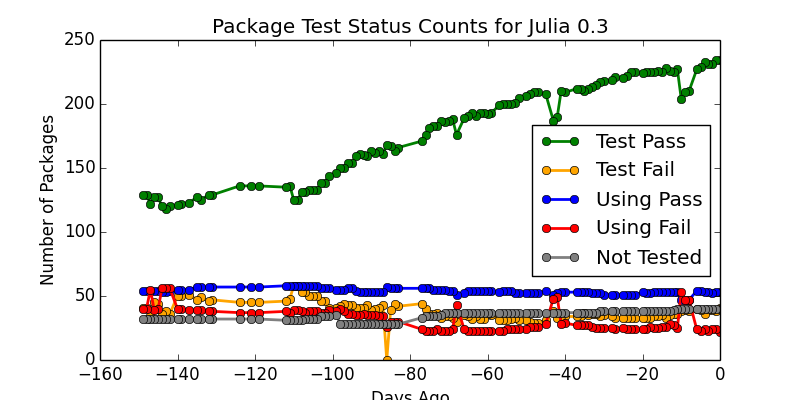 Package Test Status Counts for Julia 0.3
250
200
150
100
50
0
Number of Packages
Test Pass
Test Fail
Using Pass
Using Fail
Not Tested
−160 −140 −120 −100 −80 −60 −40 −20 0
Days Ago